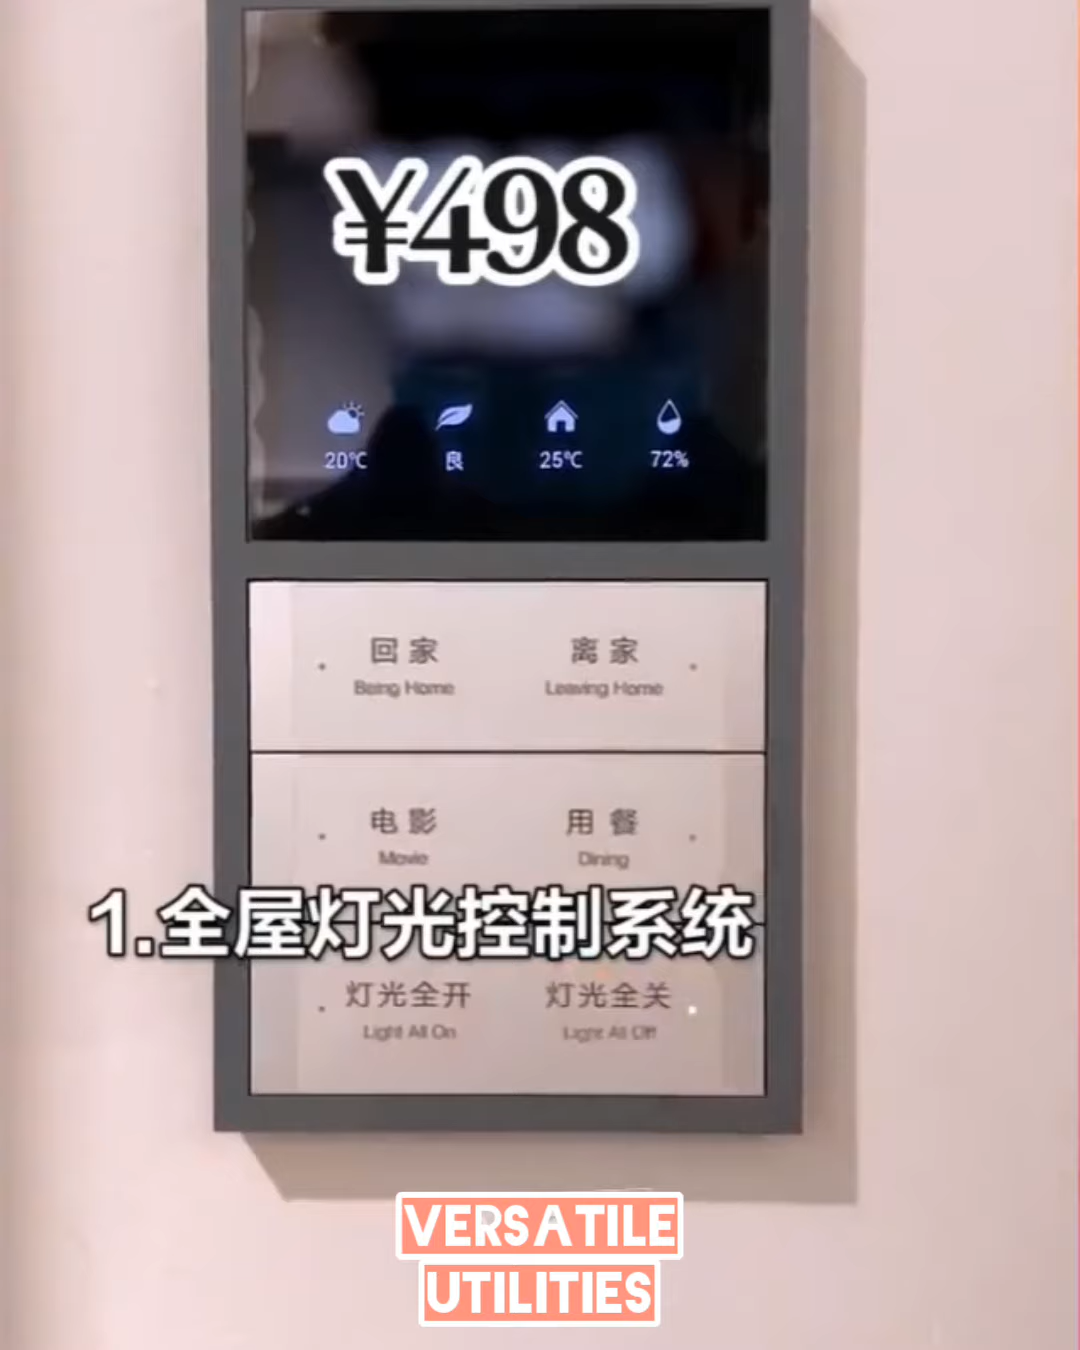 ¥498
20℃ 良 25℃ 72%
回家 离家
Being Home Leaving Home
电影 用餐
Movie Dining
1.全屋灯光控制系统
灯光全开 灯光全关
Light All On Light All Off
VERSATILE
UTILITIES